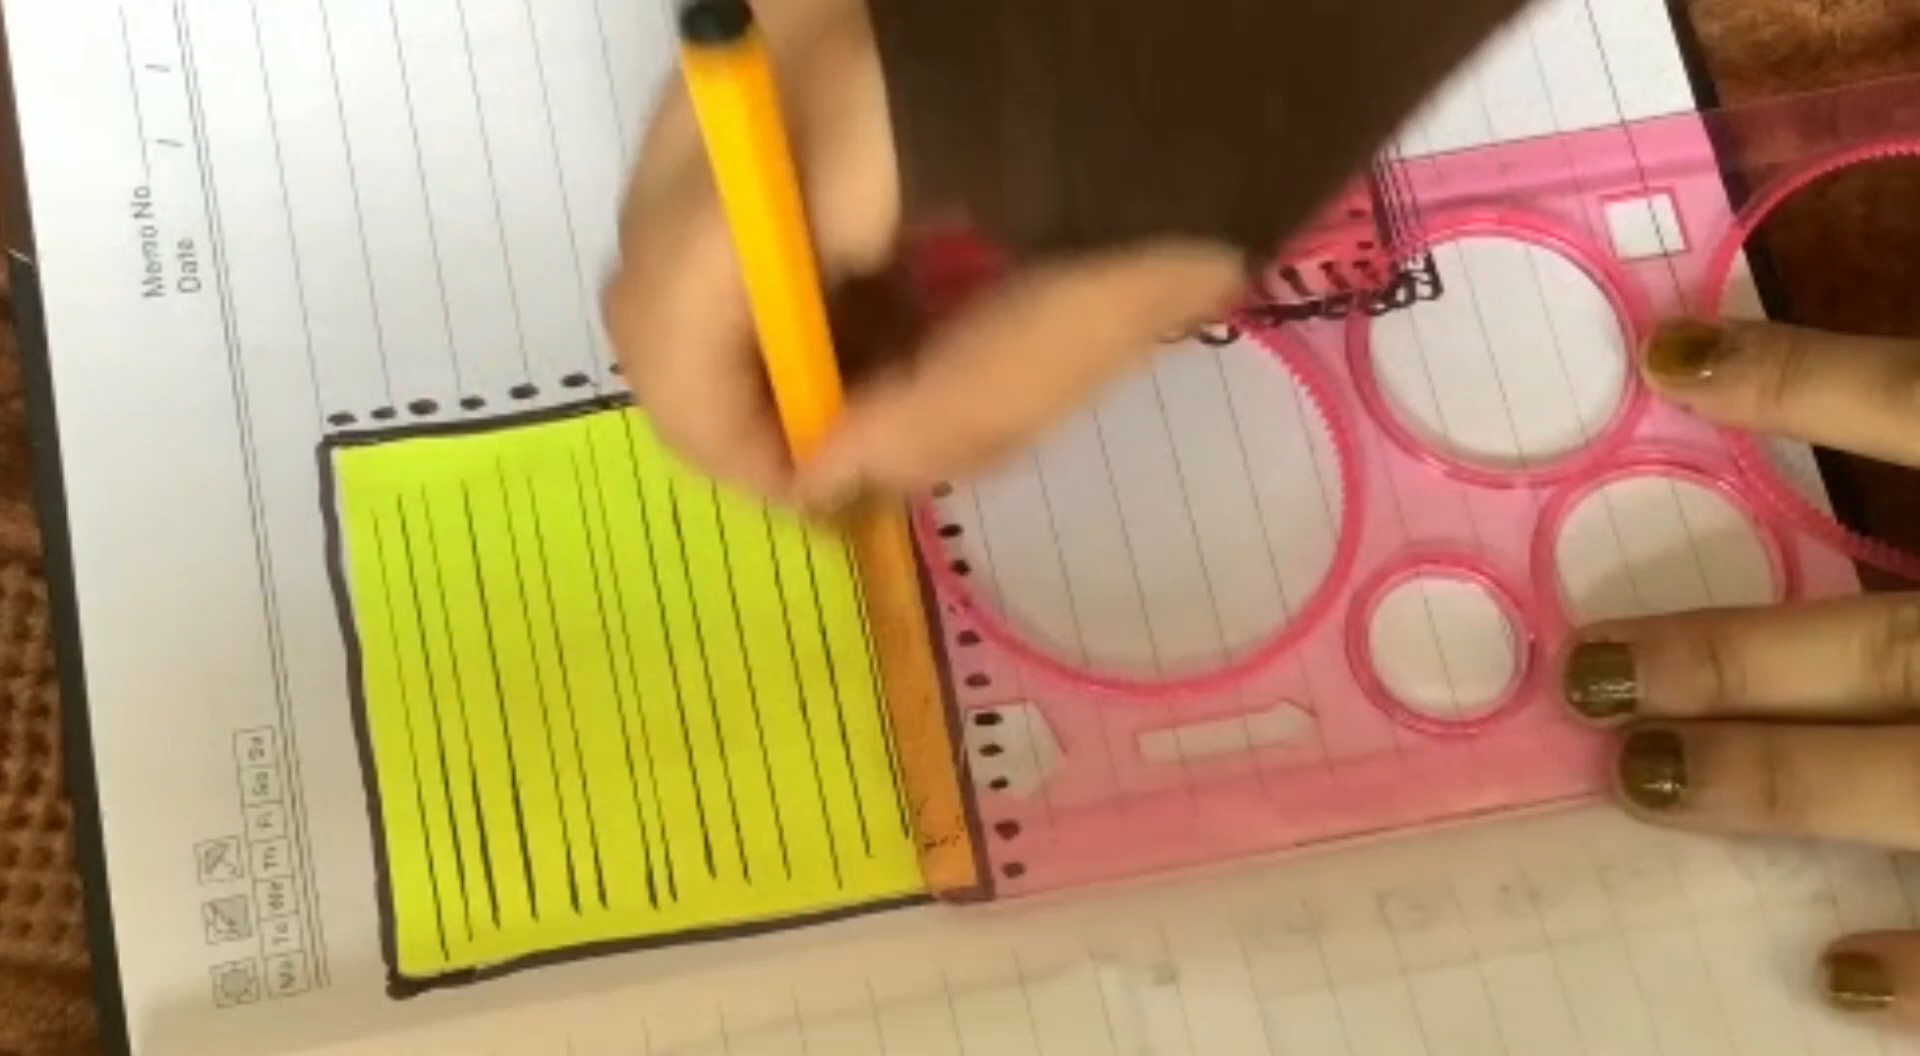 Memo No.
Date / /
Mo Tu We Th Fr Sa Su